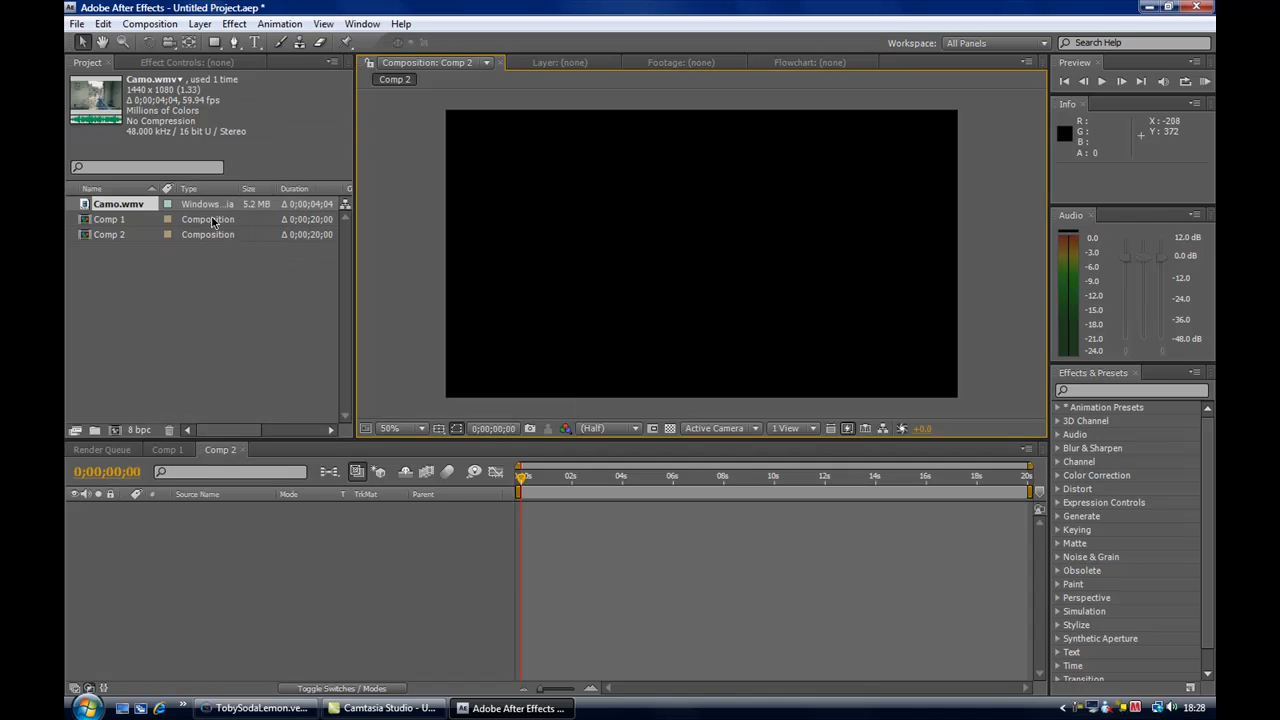 Adobe After Effects - Untitled Project.aep *
File Edit Composition Layer Effect Animation View Window Help
Workspace: All Panels Search Help
Project Effect Controls: (none) Composition: Comp 2 Layer: (none) Footage: (none) Flowchart: (none) Preview
Comp 2
Camo.wmv , used 1 time
1440 x 1080 (1.33)
Δ 0;00;04;04, 59.94 fps
Millions of Colors
No Compression
48.000 kHz / 16 bit U / Stereo
Info
R :
G :
B :
A : 0
X : -208
Y : 372
Name Type Size Duration
Camo.wmv Windows...ia 5.2 MB Δ 0;00;04;04
Comp 1 Composition Δ 0;00;20;00
Comp 2 Composition Δ 0;00;20;00
Audio
0.0 12.0 dB
-3.0 0.0 dB
-6.0
-9.0 -12.0
-12.0
-15.0 -24.0
-18.0 -36.0
-21.0
-24.0 -48.0 dB
Effects & Presets
* Animation Presets
3D Channel
Audio
Blur & Sharpen
Channel
Color Correction
Distort
Expression Controls
Generate
Keying
Matte
Noise & Grain
Obsolete
Paint
Perspective
Simulation
Stylize
Synthetic Aperture
Text
Time
Transition
8 bpc
50% 0;00;00;00 (Half) Active Camera 1 View +0.0
Render Queue Comp 1 Comp 2
0;00;00;00
02s 04s 06s 08s 10s 12s 14s 16s 18s 20s
# Source Name Mode T TrkMat Parent
Toggle Switches / Modes
TobySodaLemon.ve... Camtasia Studio - U... Adobe After Effects ... 18:28